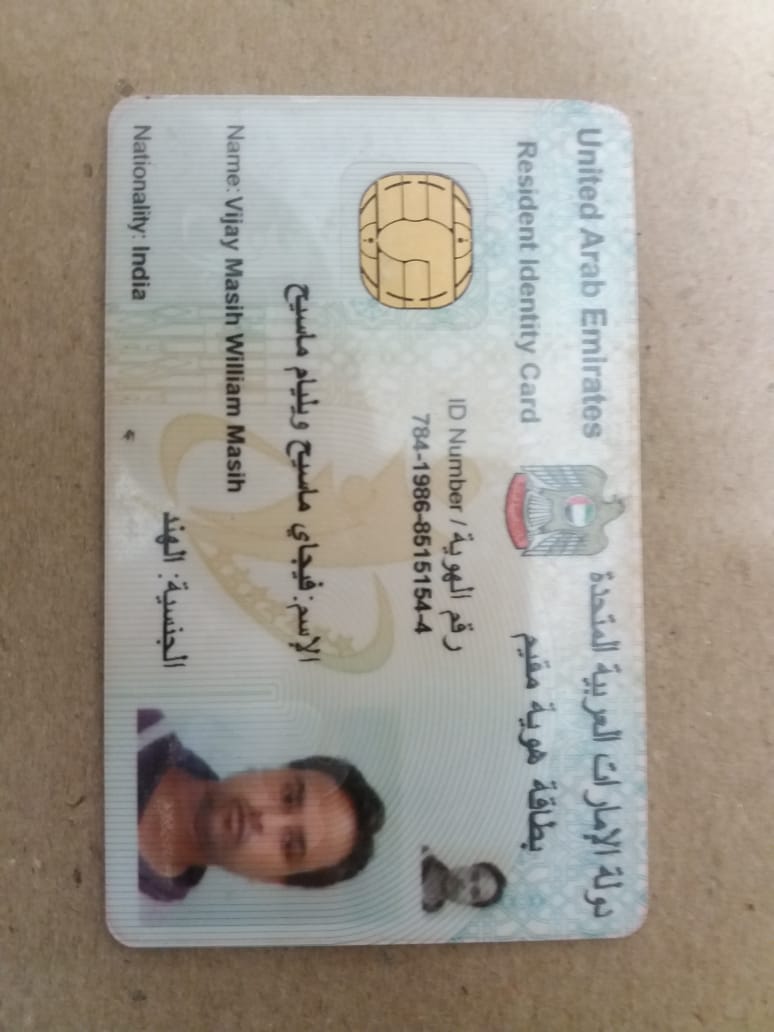 United Arab Emirates
دولة الإمارات العربية المتحدة
Resident Identity Card
بطاقة هوية مقيم
ID Number / رقم الهوية
784-1986-8515154-4
الإسم: فيجاي ماسيح ويليام ماسيح
Name: Vijay Masih William Masih
الجنسية: الهند
Nationality: India